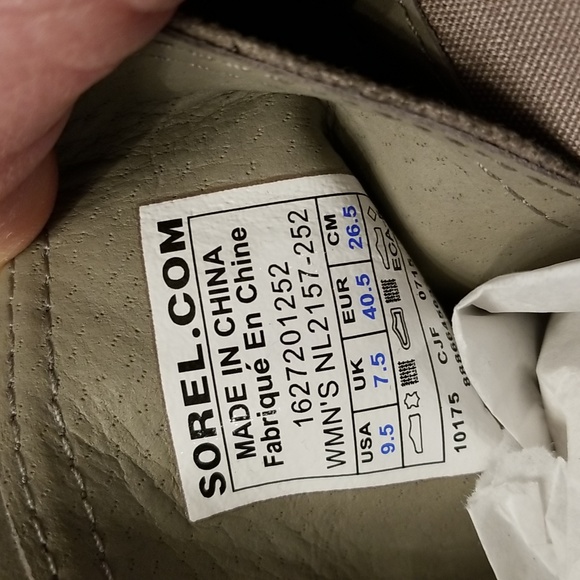 SOREL.COM
MADE IN CHINA
Fabriqué En Chine
1627201252
WMN'S NL2157-252
USA UK EUR CM
9.5 7.5 40.5 26.5
10175 CJF